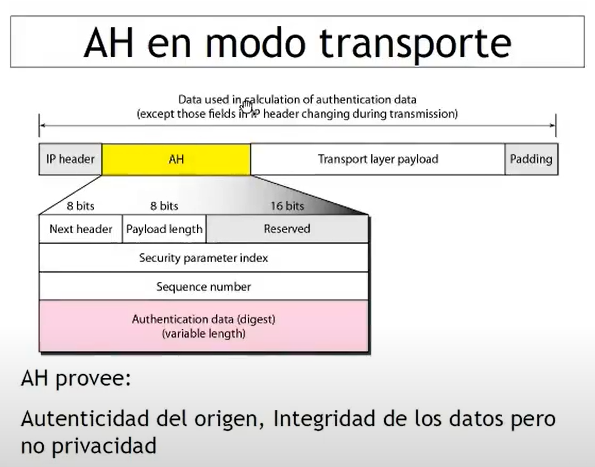 AH en modo transporte
Data used in calculation of authentication data
(except those fields in IP header changing during transmission)
IP header AH Transport layer payload Padding
8 bits 8 bits 16 bits
Next header Payload length Reserved
Security parameter index
Sequence number
Authentication data (digest)
(variable length)
AH provee:
Autenticidad del origen, Integridad de los datos pero
no privacidad